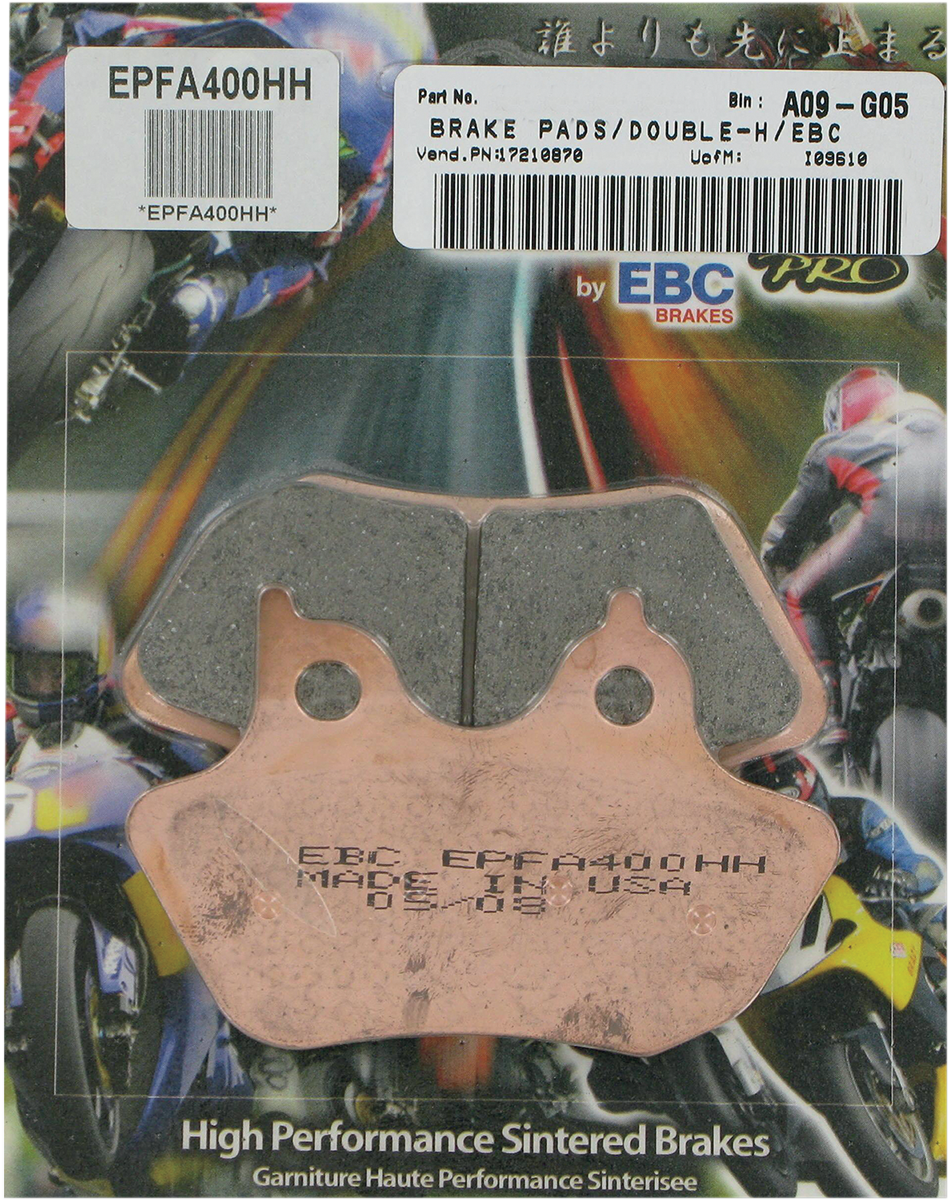 誰よりも先に止まる
EPFA400HH
*EPFA400HH*
Part No.
Bin: A09-G05
BRAKE PADS/DOUBLE-H/EBC
Vend.PN:17210870 UofM: I09610
PRO
by EBC
BRAKES
EBC EPFA400HH
MADE IN USA
05/08
High Performance Sintered Brakes
Garniture Haute Performance Sinterisee